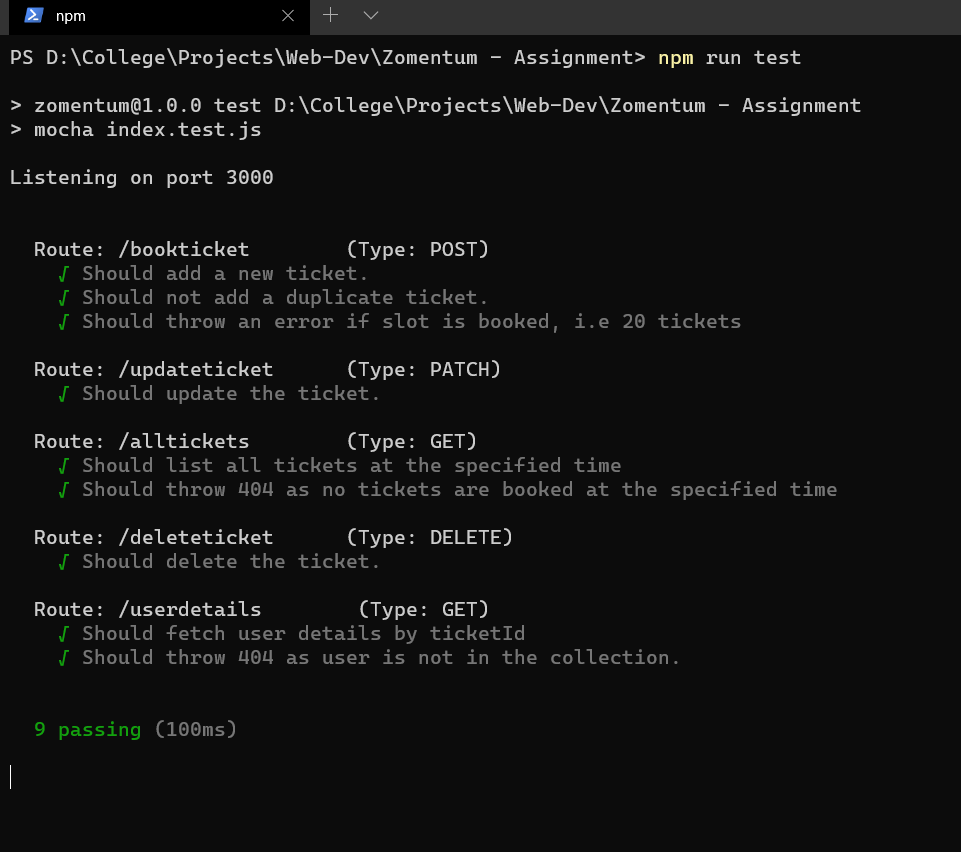 npm
PS D:\College\Projects\Web-Dev\Zomentum - Assignment> npm run test
> zomentum@1.0.0 test D:\College\Projects\Web-Dev\Zomentum - Assignment
> mocha index.test.js
Listening on port 3000
Route: /bookticket (Type: POST)
√ Should add a new ticket.
√ Should not add a duplicate ticket.
√ Should throw an error if slot is booked, i.e 20 tickets
Route: /updateticket (Type: PATCH)
√ Should update the ticket.
Route: /alltickets (Type: GET)
√ Should list all tickets at the specified time
√ Should throw 404 as no tickets are booked at the specified time
Route: /deleteticket (Type: DELETE)
√ Should delete the ticket.
Route: /userdetails (Type: GET)
√ Should fetch user details by ticketId
√ Should throw 404 as user is not in the collection.
9 passing (100ms)